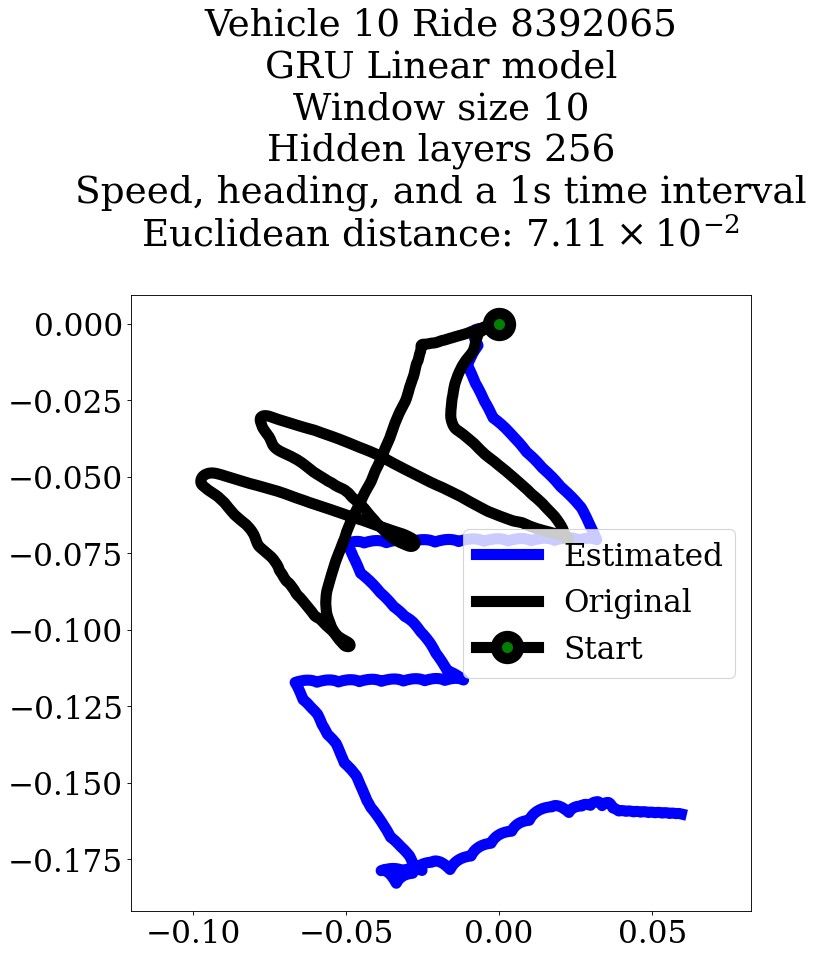 Vehicle 10 Ride 8392065
GRU Linear model
Window size 10
Hidden layers 256
Speed, heading, and a 1s time interval
Euclidean distance: 7.11 × 10⁻²
0.000
−0.025
−0.050
−0.075
−0.100
−0.125
−0.150
−0.175
Estimated
Original
Start
−0.10
−0.05
0.00
0.05